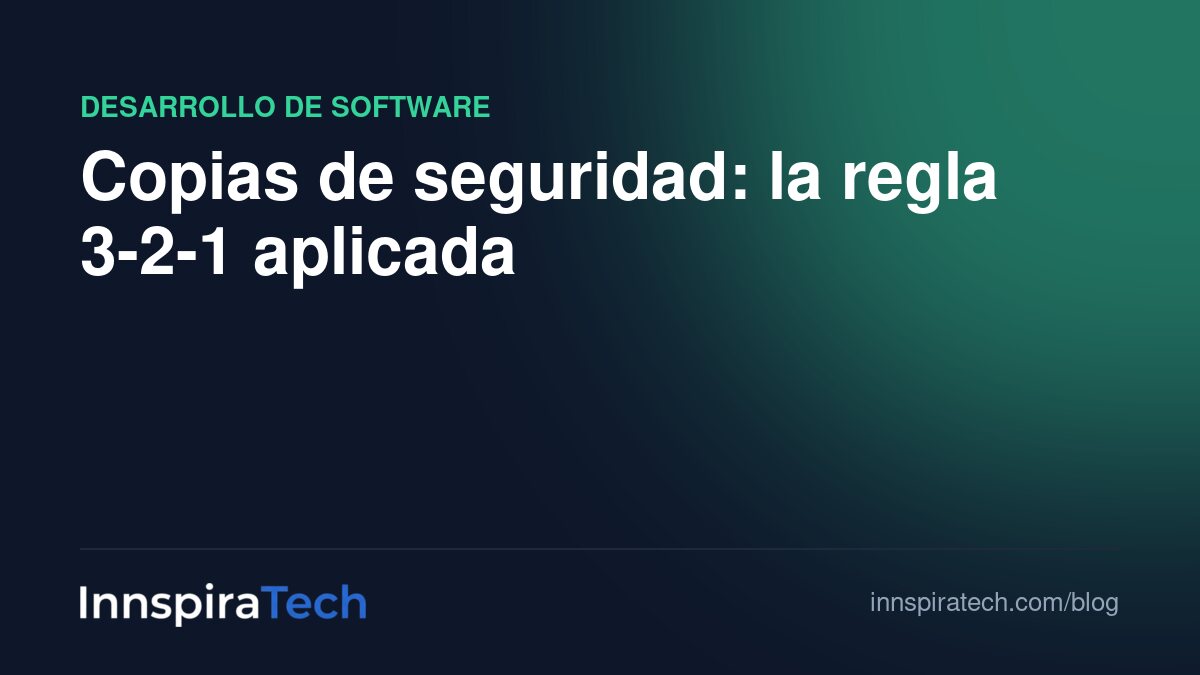 DESARROLLO DE SOFTWARE
Copias de seguridad: la regla
3-2-1 aplicada
InnspiraTech
innspiratech.com/blog